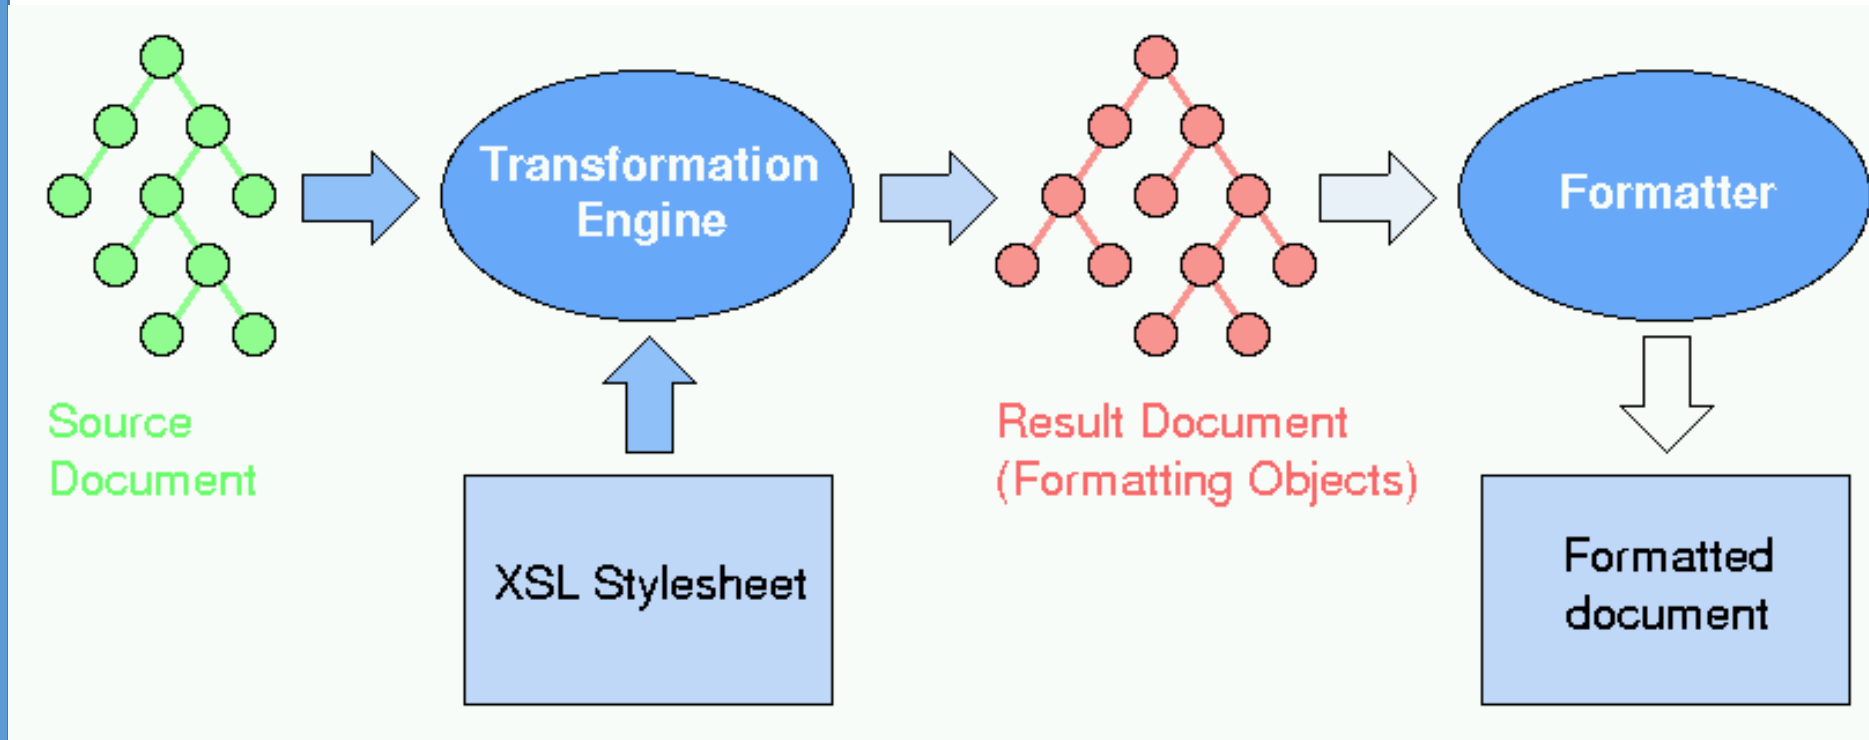 Transformation
Engine
Formatter
Source
Document
Result Document
(Formatting Objects)
XSL Stylesheet
Formatted
document